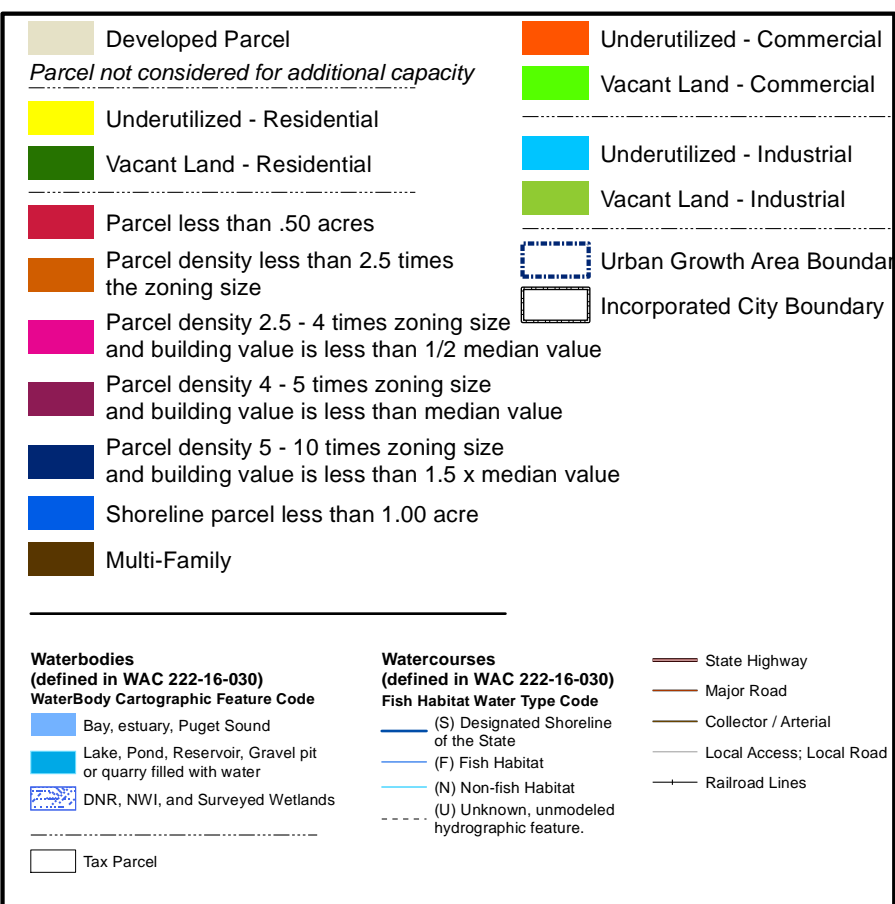 Developed Parcel
Parcel not considered for additional capacity
Underutilized - Residential
Vacant Land - Residential
Parcel less than .50 acres
Parcel density less than 2.5 times
the zoning size
Parcel density 2.5 - 4 times zoning size
and building value is less than 1/2 median value
Parcel density 4 - 5 times zoning size
and building value is less than median value
Parcel density 5 - 10 times zoning size
and building value is less than 1.5 x median value
Shoreline parcel less than 1.00 acre
Multi-Family
Underutilized - Commercial
Vacant Land - Commercial
Underutilized - Industrial
Vacant Land - Industrial
Urban Growth Area Boundar
Incorporated City Boundary
Waterbodies
(defined in WAC 222-16-030)
WaterBody Cartographic Feature Code
Bay, estuary, Puget Sound
Lake, Pond, Reservoir, Gravel pit
or quarry filled with water
DNR, NWI, and Surveyed Wetlands
Tax Parcel
Watercourses
(defined in WAC 222-16-030)
Fish Habitat Water Type Code
(S) Designated Shoreline
of the State
(F) Fish Habitat
(N) Non-fish Habitat
(U) Unknown, unmodeled
hydrographic feature.
State Highway
Major Road
Collector / Arterial
Local Access; Local Road
Railroad Lines